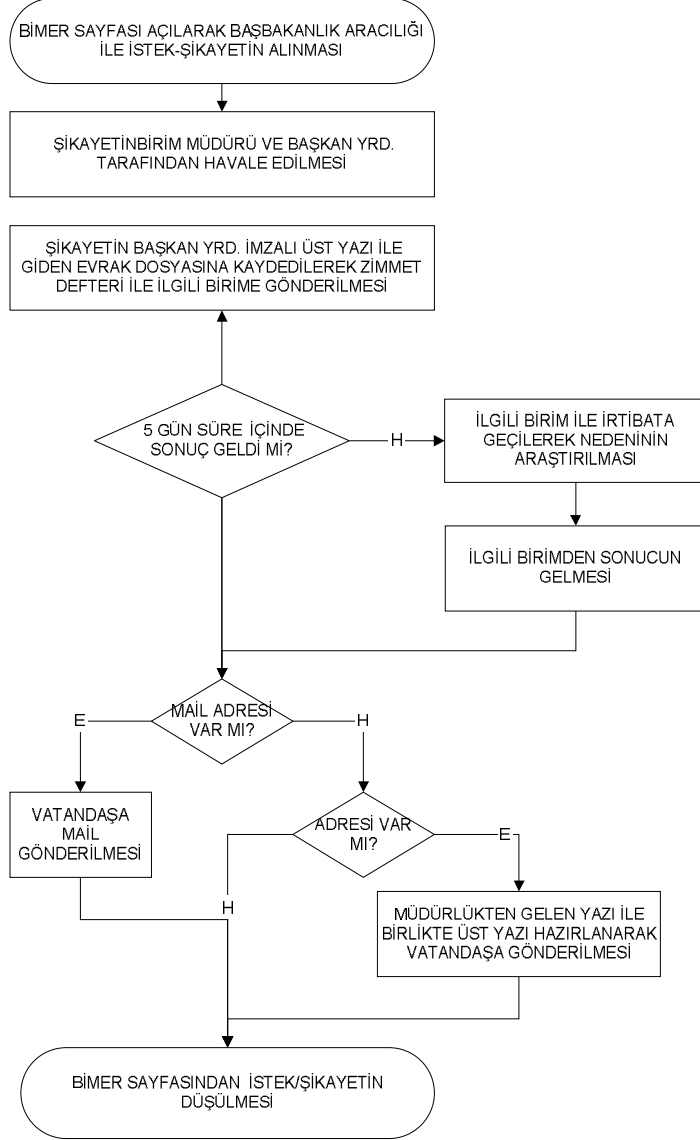 BİMER SAYFASI AÇILARAK BAŞBAKANLIK ARACILIĞI
İLE İSTEK-ŞİKAYETİN ALINMASI
ŞİKAYETİNBİRİM MÜDÜRÜ VE BAŞKAN YRD.
TARAFINDAN HAVALE EDİLMESİ
ŞİKAYETİN BAŞKAN YRD. İMZALI ÜST YAZI İLE
GİDEN EVRAK DOSYASINA KAYDEDİLEREK ZİMMET
DEFTERİ İLE İLGİLİ BİRİME GÖNDERİLMESİ
5 GÜN SÜRE İÇİNDE
SONUÇ GELDİ Mİ?
H
İLGİLİ BİRİM İLE İRTİBATA
GEÇİLEREK NEDENİNİN
ARAŞTIRILMASI
İLGİLİ BİRİMDEN SONUCUN
GELMESİ
MAİL ADRESİ
VAR MI?
E
H
VATANDAŞA
MAİL
GÖNDERİLMESİ
ADRESİ VAR
MI?
E
H
MÜDÜRLÜKTEN GELEN YAZI İLE
BİRLİKTE ÜST YAZI HAZIRLANARAK
VATANDAŞA GÖNDERİLMESİ
BİMER SAYFASINDAN İSTEK/ŞİKAYETİN
DÜŞÜLMESİ